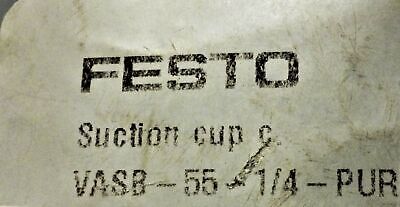 FESTO
Suction cup c.
VASB-55-1/4-PUR